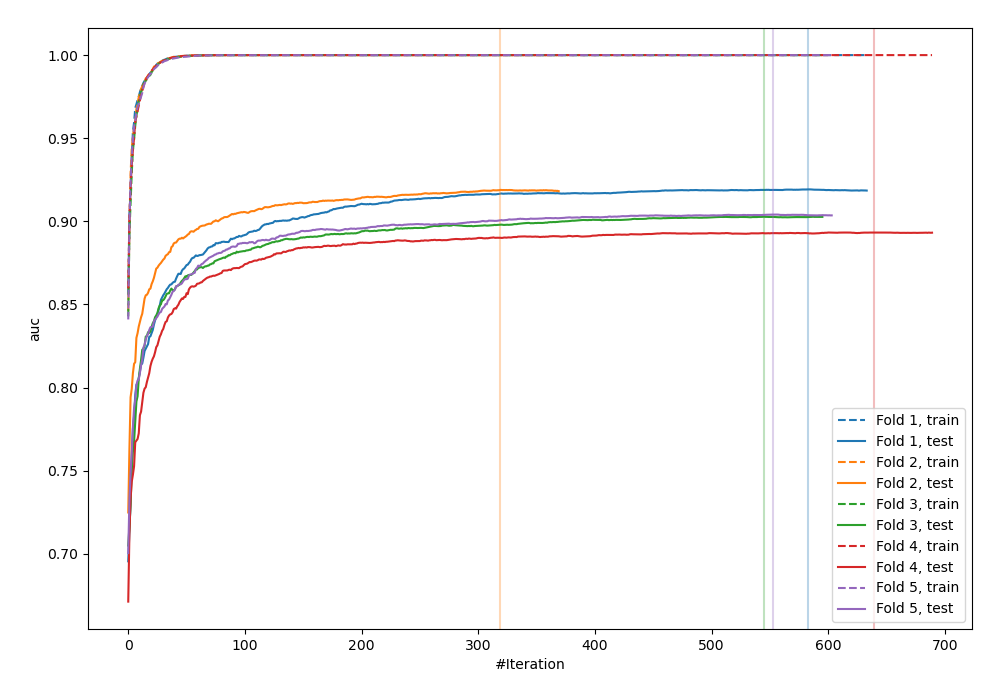 1.00
0.95
0.90
0.85
0.80
0.75
0.70
auc
0
100
200
300
400
500
600
700
#Iteration
Fold 1, train
Fold 1, test
Fold 2, train
Fold 2, test
Fold 3, train
Fold 3, test
Fold 4, train
Fold 4, test
Fold 5, train
Fold 5, test